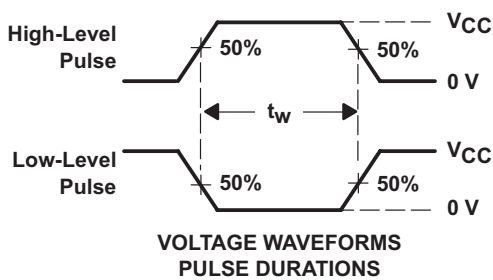 High-Level
Pulse
50%
50%
VCC
0 V
tw
Low-Level
Pulse
50%
50%
VCC
0 V
VOLTAGE WAVEFORMS
PULSE DURATIONS